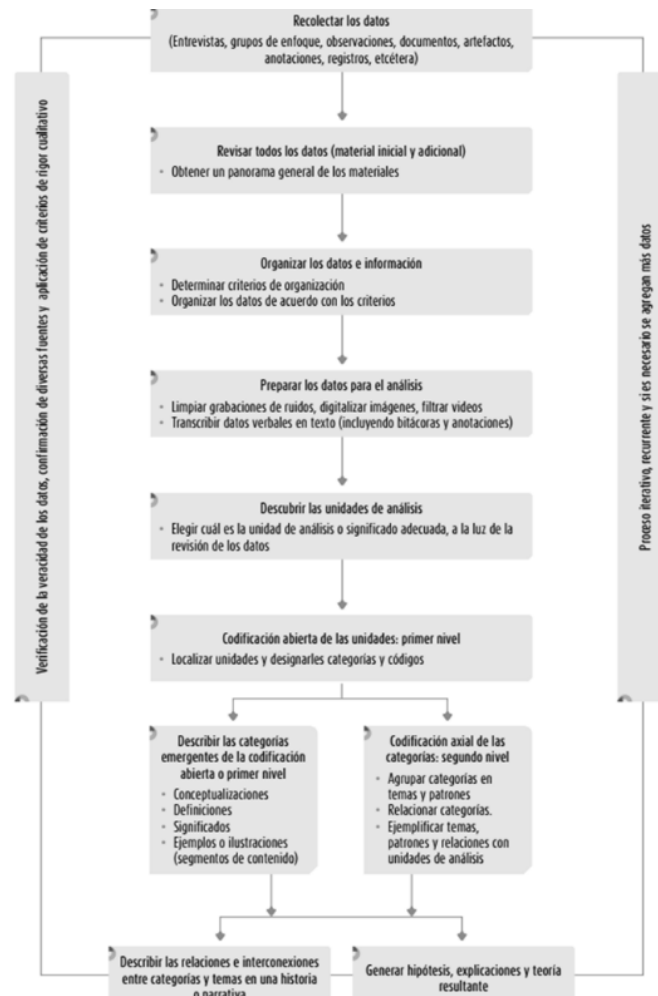 Recolectar los datos
(Entrevistas, grupos de enfoque, observaciones, documentos, artefactos,
anotaciones, registros, etcétera)
Verificación de la veracidad de los datos, confirmación de diversas fuentes y aplicación de criterios de rigor cualitativo
Proceso iterativo, recurrente y si es necesario se agregan más datos
Revisar todos los datos (material inicial y adicional)
• Obtener un panorama general de los materiales
Organizar los datos e información
• Determinar criterios de organización
• Organizar los datos de acuerdo con los criterios
Preparar los datos para el análisis
• Limpiar grabaciones de ruidos, digitalizar imágenes, filtrar videos
• Transcribir datos verbales en texto (incluyendo bitácoras y anotaciones)
Descubrir las unidades de análisis
• Elegir cuál es la unidad de análisis o significado adecuada, a la luz de la
revisión de los datos
Codificación abierta de las unidades: primer nivel
• Localizar unidades y designarles categorías y códigos
Describir las categorías
emergentes de la codificación
abierta o primer nivel
• Conceptualizaciones
• Definiciones
• Significados
• Ejemplos o ilustraciones
(segmentos de contenido)
Codificación axial de las
categorías: segundo nivel
• Agrupar categorías en
temas y patrones
• Relacionar categorías.
• Ejemplificar temas,
patrones y relaciones con
unidades de análisis
Describir las relaciones e interconexiones
entre categorías y temas en una historia
o narrativa
Generar hipótesis, explicaciones y teoría
resultante